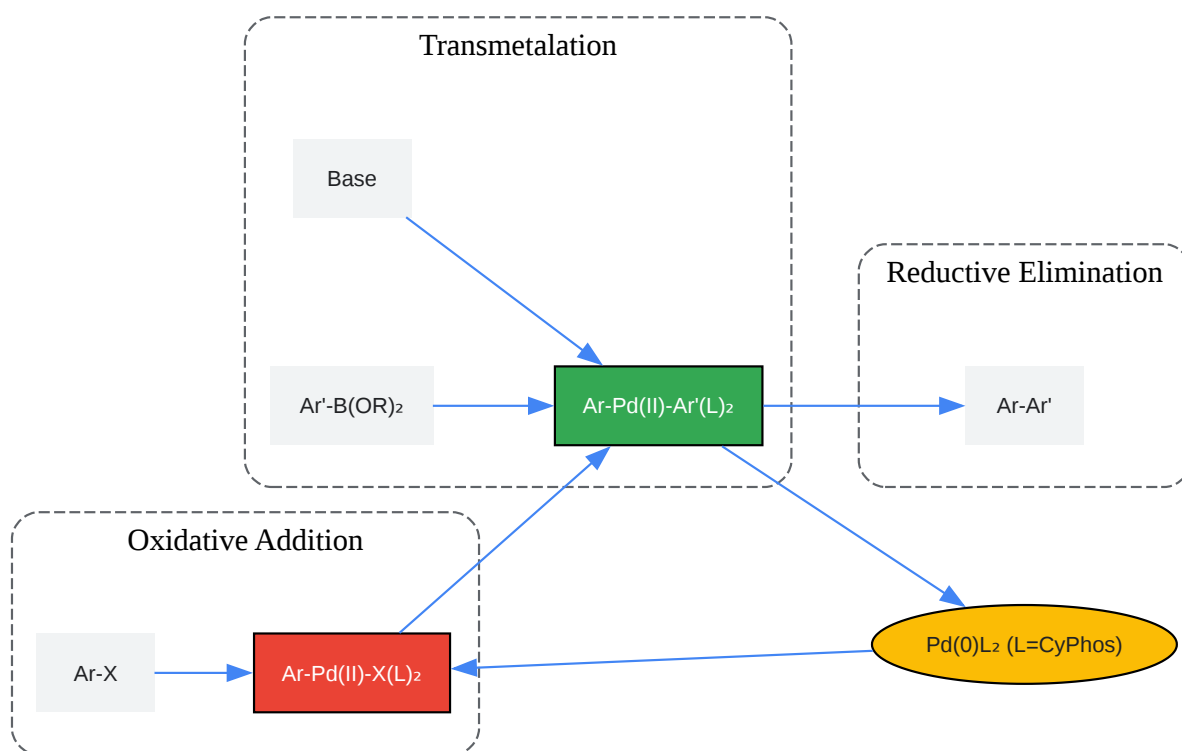 Transmetalation
Base
Reductive Elimination
Ar'-B(OR)₂
Ar-Pd(II)-Ar'(L)₂
Ar-Ar'
Oxidative Addition
Pd(0)L₂ (L=CyPhos)
Ar-X
Ar-Pd(II)-X(L)₂